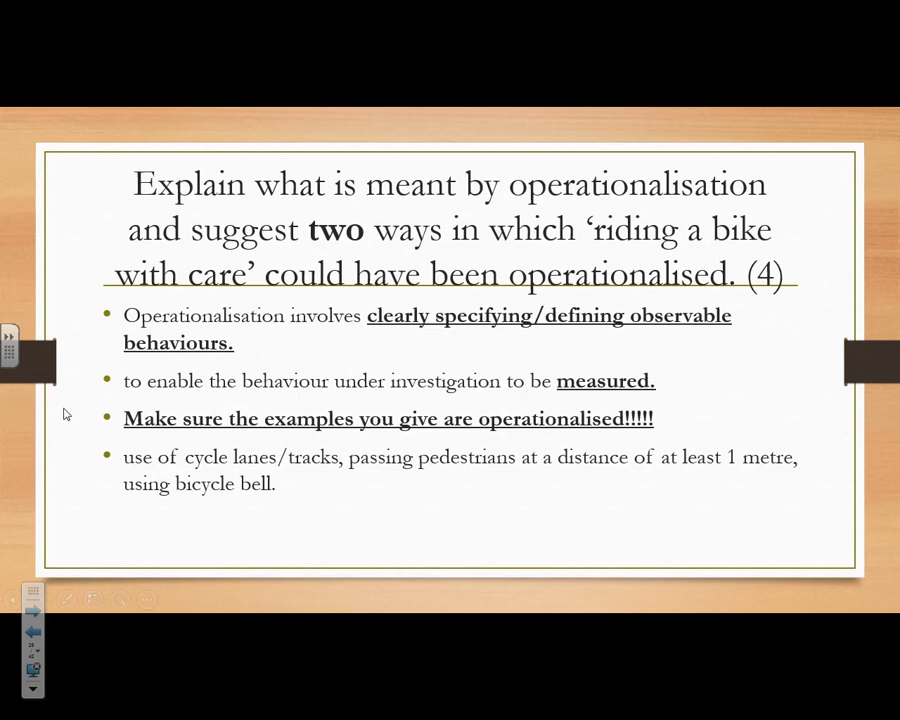 Explain what is meant by operationalisation
and suggest two ways in which ‘riding a bike
with care’ could have been operationalised. (4)
• Operationalisation involves clearly specifying/defining observable
behaviours.
• to enable the behaviour under investigation to be measured.
• Make sure the examples you give are operationalised!!!!!
• use of cycle lanes/tracks, passing pedestrians at a distance of at least 1 metre,
using bicycle bell.